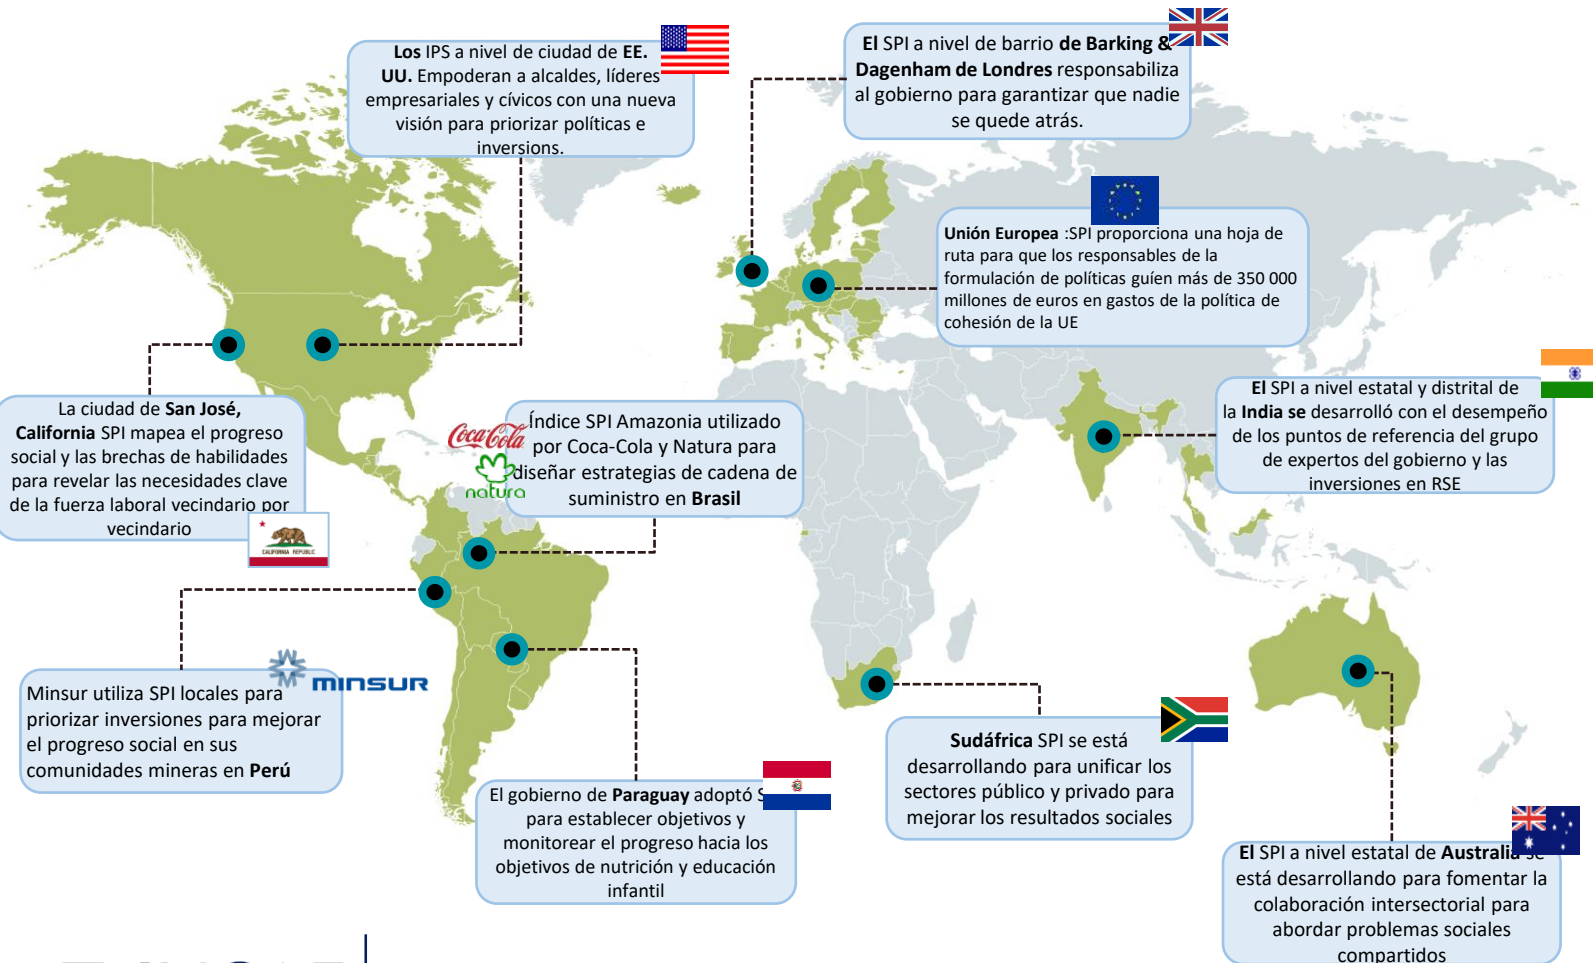 Los IPS a nivel de ciudad de EE.
UU. Empoderan a alcaldes, líderes
empresariales y cívicos con una nueva
visión para priorizar políticas e
inversions.
El SPI a nivel de barrio de Barking &
Dagenham de Londres responsabiliza
al gobierno para garantizar que nadie
se quede atrás.
Unión Europea :SPI proporciona una hoja de
ruta para que los responsables de la
formulación de políticas guíen más de 350 000
millones de euros en gastos de la política de
cohesión de la UE
El SPI a nivel estatal y distrital de
la India se desarrolló con el desempeño
de los puntos de referencia del grupo
de expertos del gobierno y las
inversiones en RSE
La ciudad de San José,
California SPI mapea el progreso
social y las brechas de habilidades
para revelar las necesidades clave
de la fuerza laboral vecindario por
vecindario
CALIFORNIA REPUBLIC
Coca-Cola
natura
Índice SPI Amazonia utilizado
por Coca-Cola y Natura para
diseñar estrategias de cadena de
suministro en Brasil
MINSUR
Minsur utiliza SPI locales para
priorizar inversiones para mejorar
el progreso social en sus
comunidades mineras en Perú
El gobierno de Paraguay adoptó
para establecer objetivos y
monitorear el progreso hacia los
objetivos de nutrición y educación
infantil
Sudáfrica SPI se está
desarrollando para unificar los
sectores público y privado para
mejorar los resultados sociales
El SPI a nivel estatal de Australia se
está desarrollando para fomentar la
colaboración intersectorial para
abordar problemas sociales
compartidos